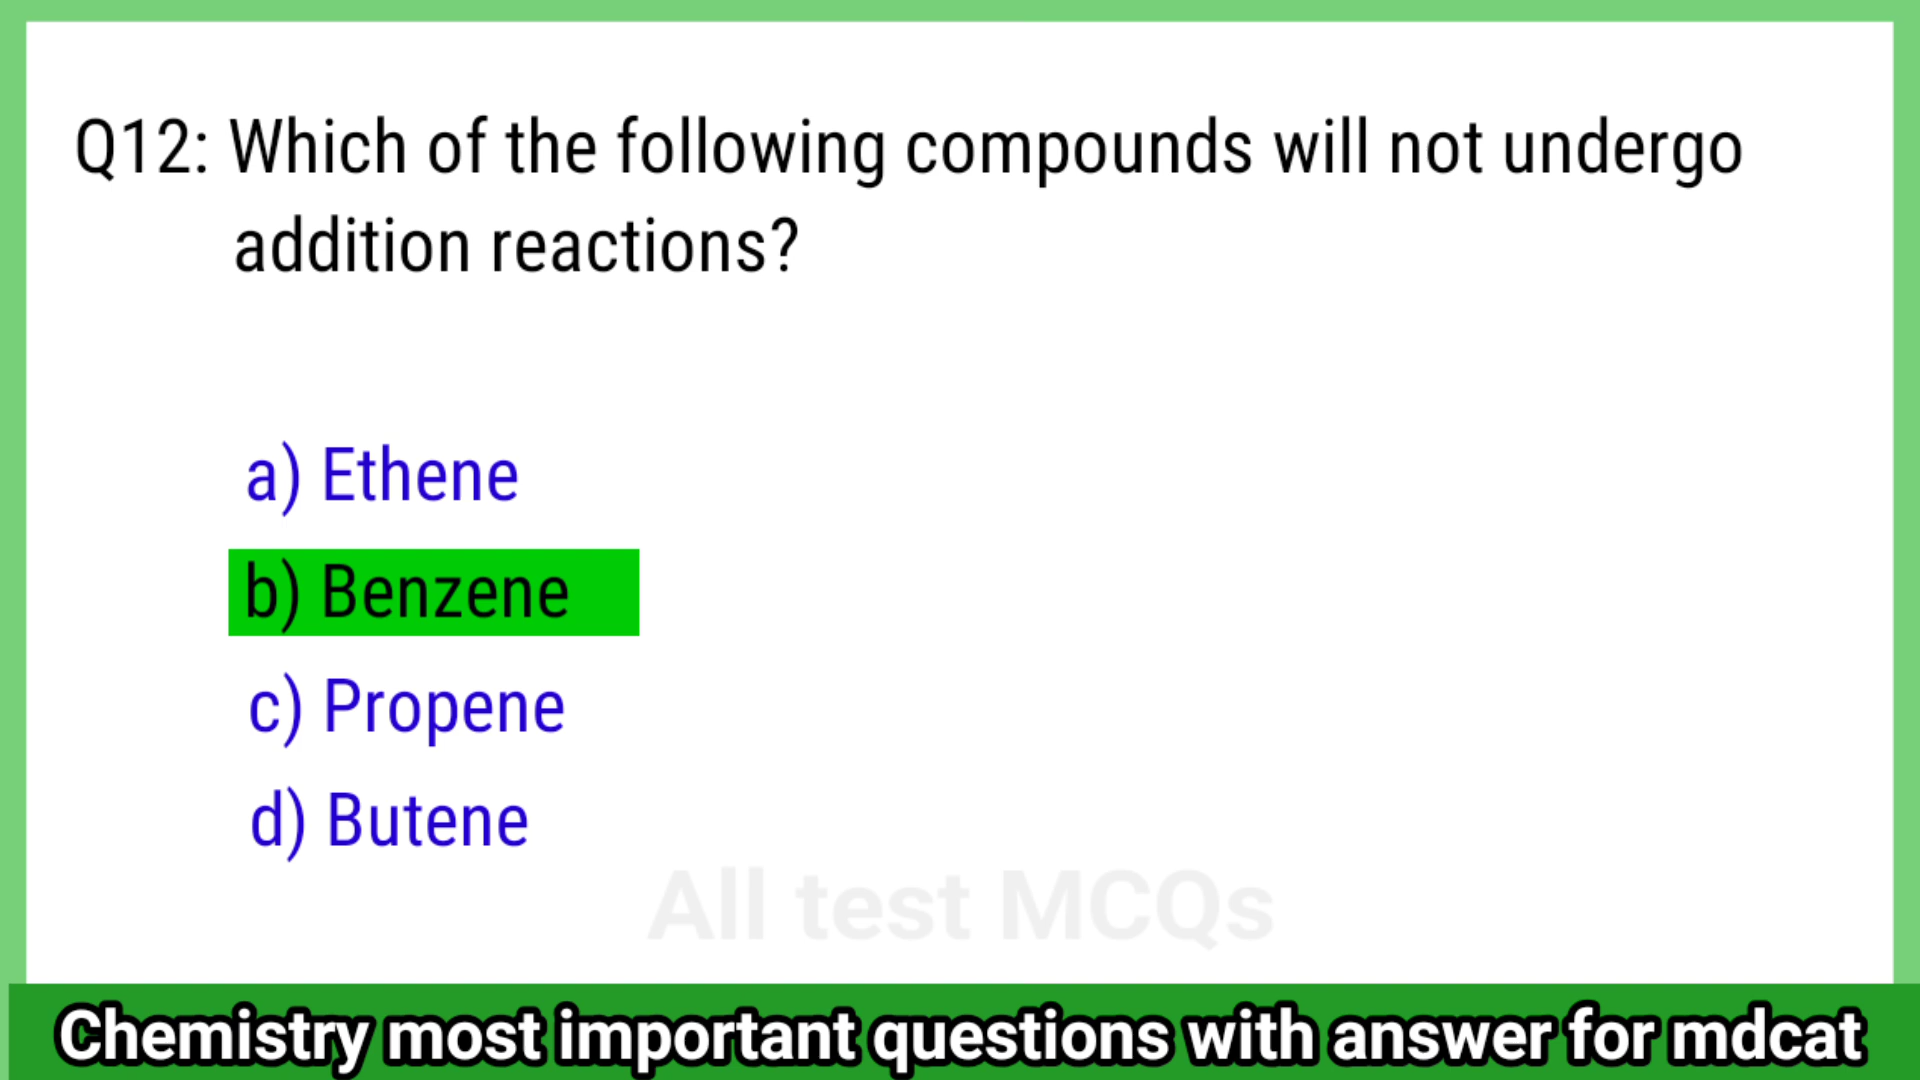 Q12: Which of the following compounds will not undergo
addition reactions?
a) Ethene
b) Benzene
c) Propene
d) Butene
All test MCQs
Chemistry most important questions with answer for mdcat